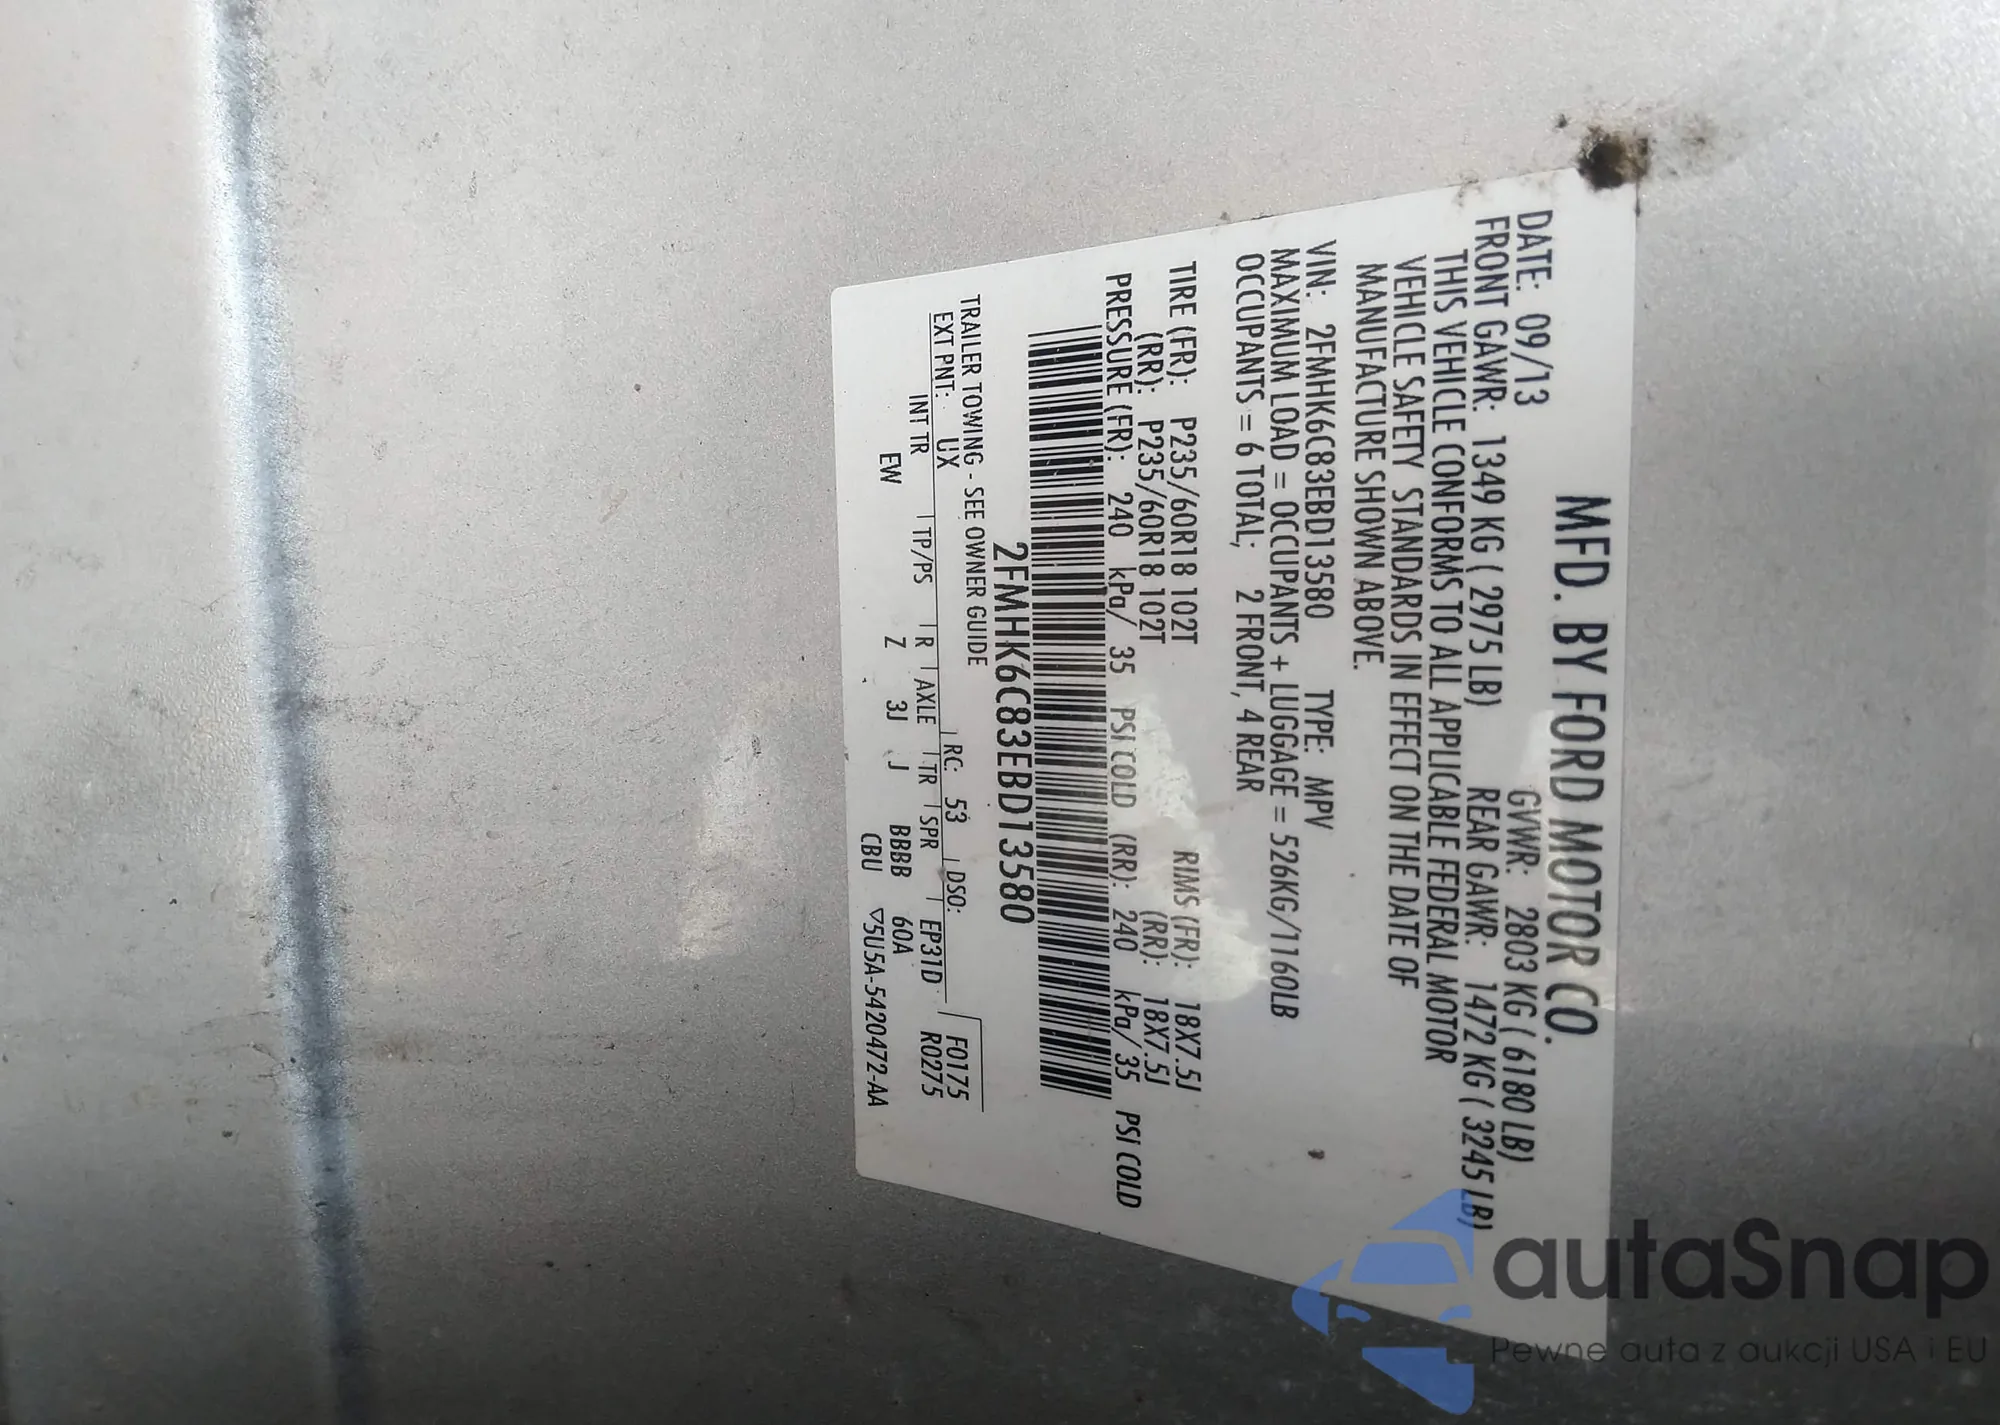 MFD. BY FORD MOTOR CO.
DATE: 09/13 GVWR: 2803 KG ( 6180 LB)
FRONT GAWR: 1349 KG ( 2975 LB) REAR GAWR: 1472 KG ( 3245 LB)
THIS VEHICLE CONFORMS TO ALL APPLICABLE FEDERAL MOTOR
VEHICLE SAFETY STANDARDS IN EFFECT ON THE DATE OF
MANUFACTURE SHOWN ABOVE.
VIN: 2FMHK6C83EBD13580 TYPE: MPV
MAXIMUM LOAD = OCCUPANTS + LUGGAGE = 526KG/1160LB
OCCUPANTS = 6 TOTAL; 2 FRONT, 4 REAR
TIRE (FR): P235/60R18 102T RIMS (FR): 18X7.5J
(RR): P235/60R18 102T (RR): 18X7.5J
PRESSURE (FR): 240 kPa/ 35 PSI COLD (RR): 240 kPa/ 35 PSI COLD
2FMHK6C83EBD13580
TRAILER TOWING - SEE OWNER GUIDE
F0175
EXT PNT: UX RC: 53 DSO:
R0275
INT TR TP/PS R AXLE TR SPR EP31D
EW Z 3J J BBBB 60A
CBU ▽5U5A-5420472-AA
autaSnap
Pewne auta z aukcji USA i EU